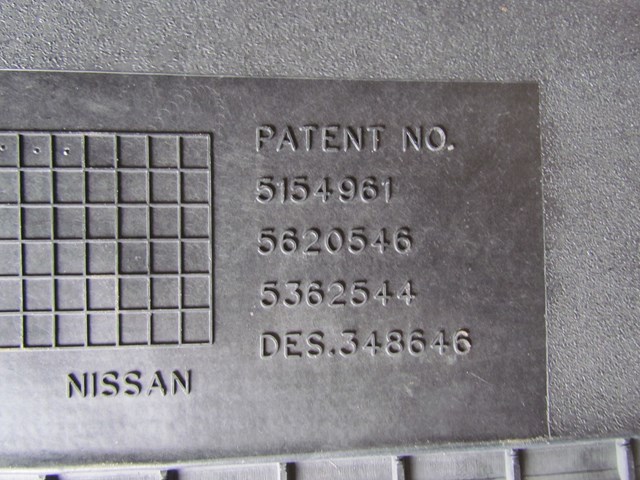 PATENT NO.
5154961
5620546
5362544
DES.348646
NISSAN